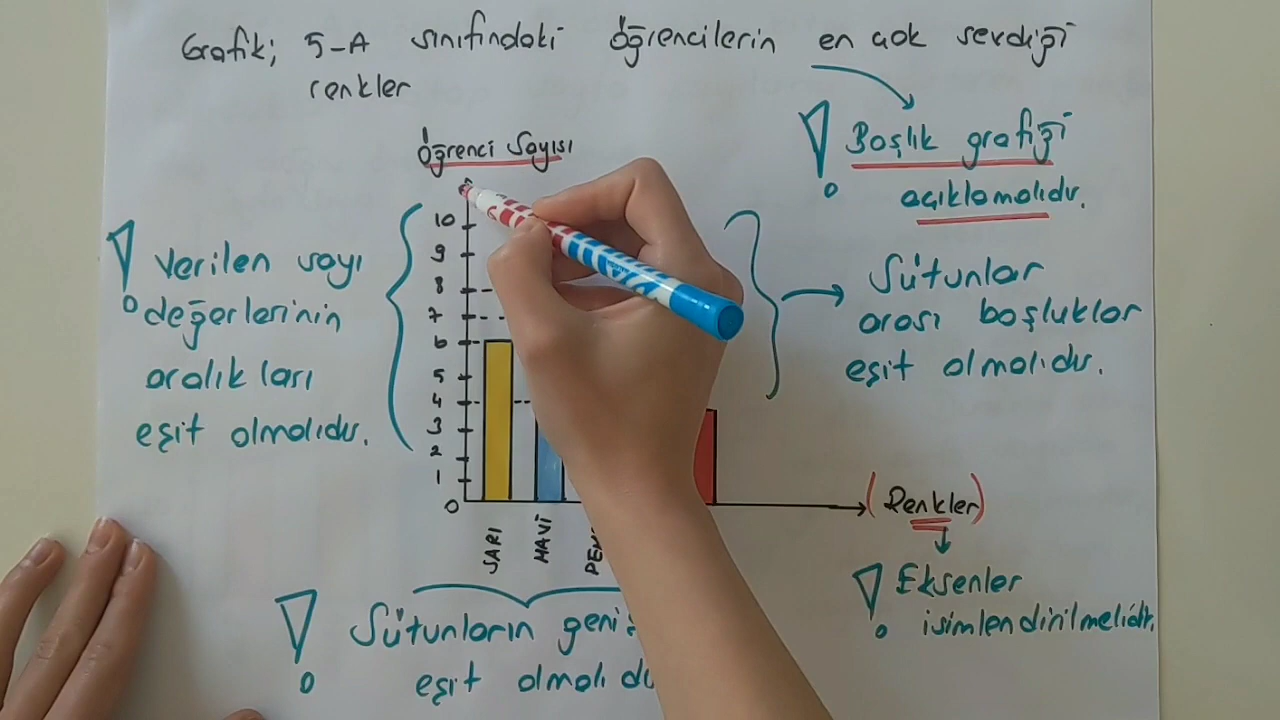 Grafik; 5-A sınıfındaki öğrencilerin en çok sevdiği
renkler
Öğrenci Sayısı
Başlık grafiği
açıklamalıdır.
Verilen sayı
değerlerinin
aralıkları
eşit olmalıdır.
10
9
8
7
6
5
4
3
2
1
0
Sütunlar
arası boşluklar
eşit olmalıdır.
SARI
MAVİ
(Renkler)
Eksenler
isimlendirilmelidir.
Sütunların
eşit